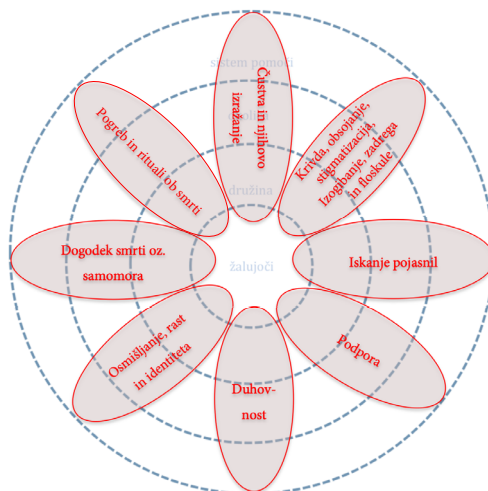 sistem pomoči
Čustva in njihovo
izražanje
Krivda, obsojanje,
stigmatizacija,
Izogibanje, zadrega
in floskule
Pogreb in rituali ob smrti
družina
Dogodek smrti oz.
samomora
žalujoči
Iskanje pojasnil
Osmišljanje, rast
in identiteta
Podpora
Duhov-
nost